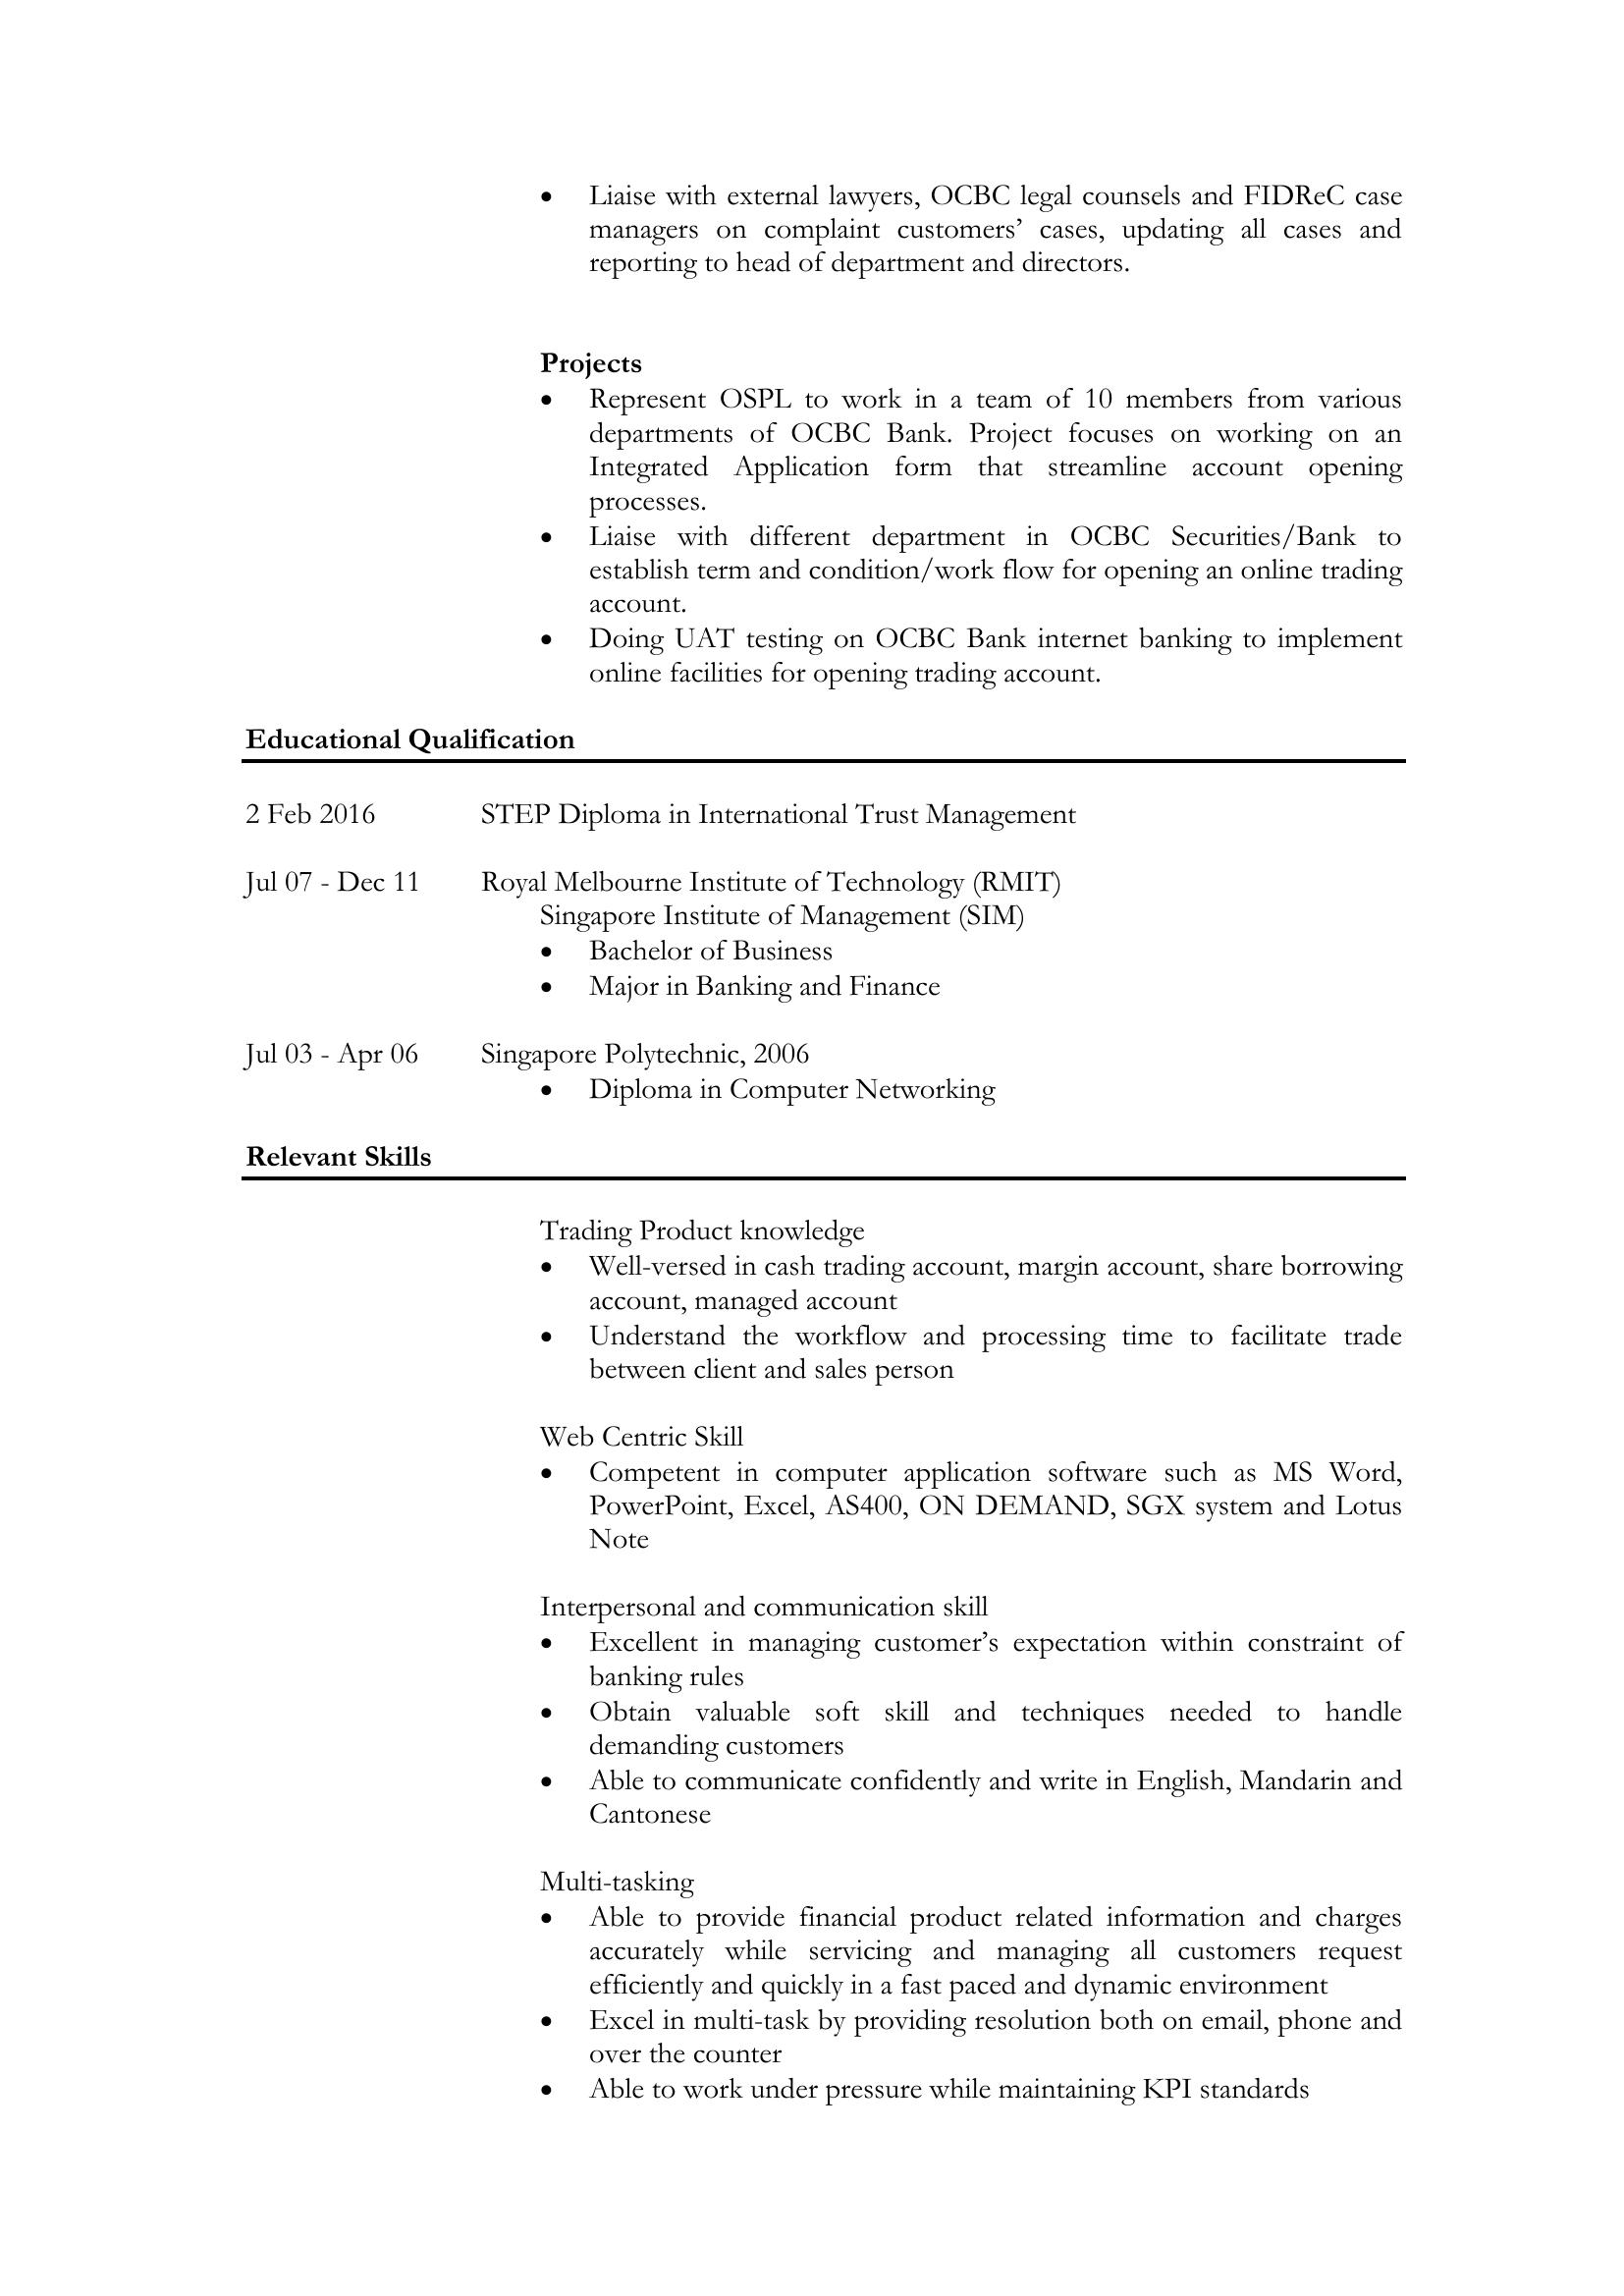 • Liaise with external lawyers, OCBC legal counsels and FIDReC case
managers on complaint customers’ cases, updating all cases and
reporting to head of department and directors.
Projects
• Represent OSPL to work in a team of 10 members from various
departments of OCBC Bank. Project focuses on working on an
Integrated Application form that streamline account opening
processes.
• Liaise with different department in OCBC Securities/Bank to
establish term and condition/work flow for opening an online trading
account.
• Doing UAT testing on OCBC Bank internet banking to implement
online facilities for opening trading account.
Educational Qualification
2 Feb 2016 STEP Diploma in International Trust Management
Jul 07 - Dec 11 Royal Melbourne Institute of Technology (RMIT)
Singapore Institute of Management (SIM)
• Bachelor of Business
• Major in Banking and Finance
Jul 03 - Apr 06 Singapore Polytechnic, 2006
• Diploma in Computer Networking
Relevant Skills
Trading Product knowledge
• Well-versed in cash trading account, margin account, share borrowing
account, managed account
• Understand the workflow and processing time to facilitate trade
between client and sales person
Web Centric Skill
• Competent in computer application software such as MS Word,
PowerPoint, Excel, AS400, ON DEMAND, SGX system and Lotus
Note
Interpersonal and communication skill
• Excellent in managing customer’s expectation within constraint of
banking rules
• Obtain valuable soft skill and techniques needed to handle
demanding customers
• Able to communicate confidently and write in English, Mandarin and
Cantonese
Multi-tasking
• Able to provide financial product related information and charges
accurately while servicing and managing all customers request
efficiently and quickly in a fast paced and dynamic environment
• Excel in multi-task by providing resolution both on email, phone and
over the counter
• Able to work under pressure while maintaining KPI standards